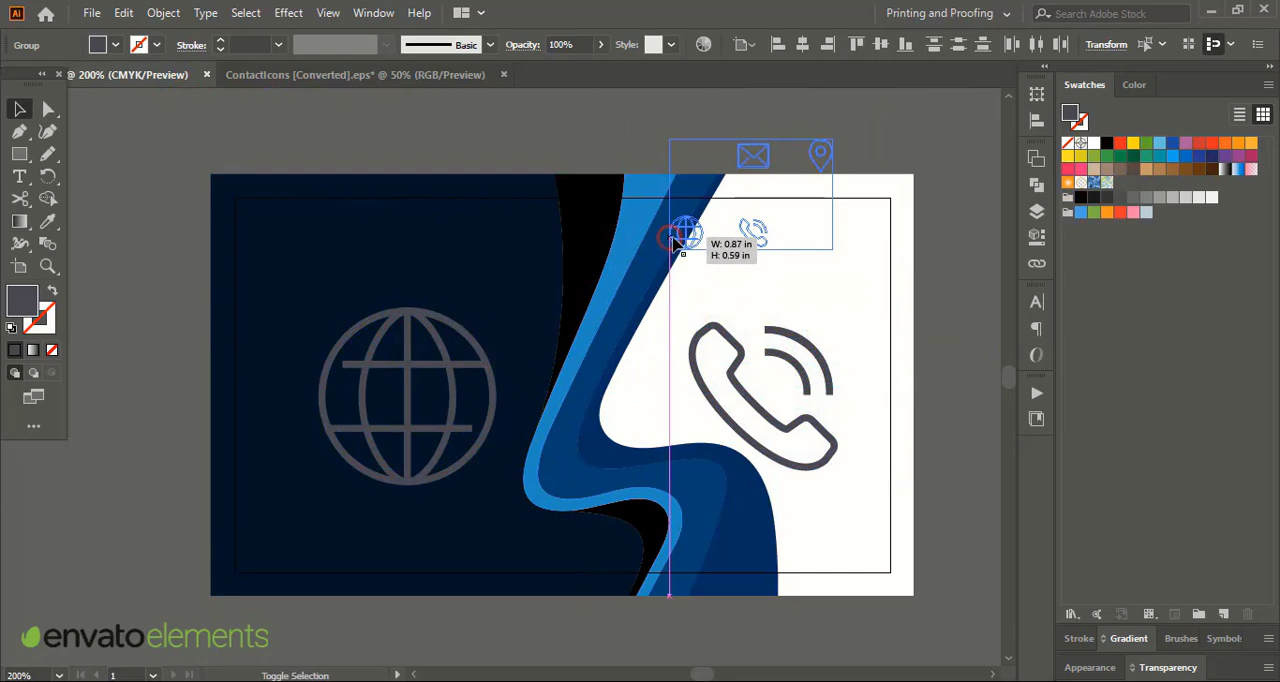 Ai File Edit Object Type Select Effect View Window Help Printing and Proofing Search Adobe Stock
Group Stroke: Basic Opacity: 100% Style: Transform
@ 200% (CMYK/Preview) × ContactIcons [Converted].eps* @ 50% (RGB/Preview) ×
Swatches Color
W: 0.87 in
H: 0.59 in
envatoelements
Stroke Gradient Brushes Symbols
Appearance Transparency
200% 1 Toggle Selection